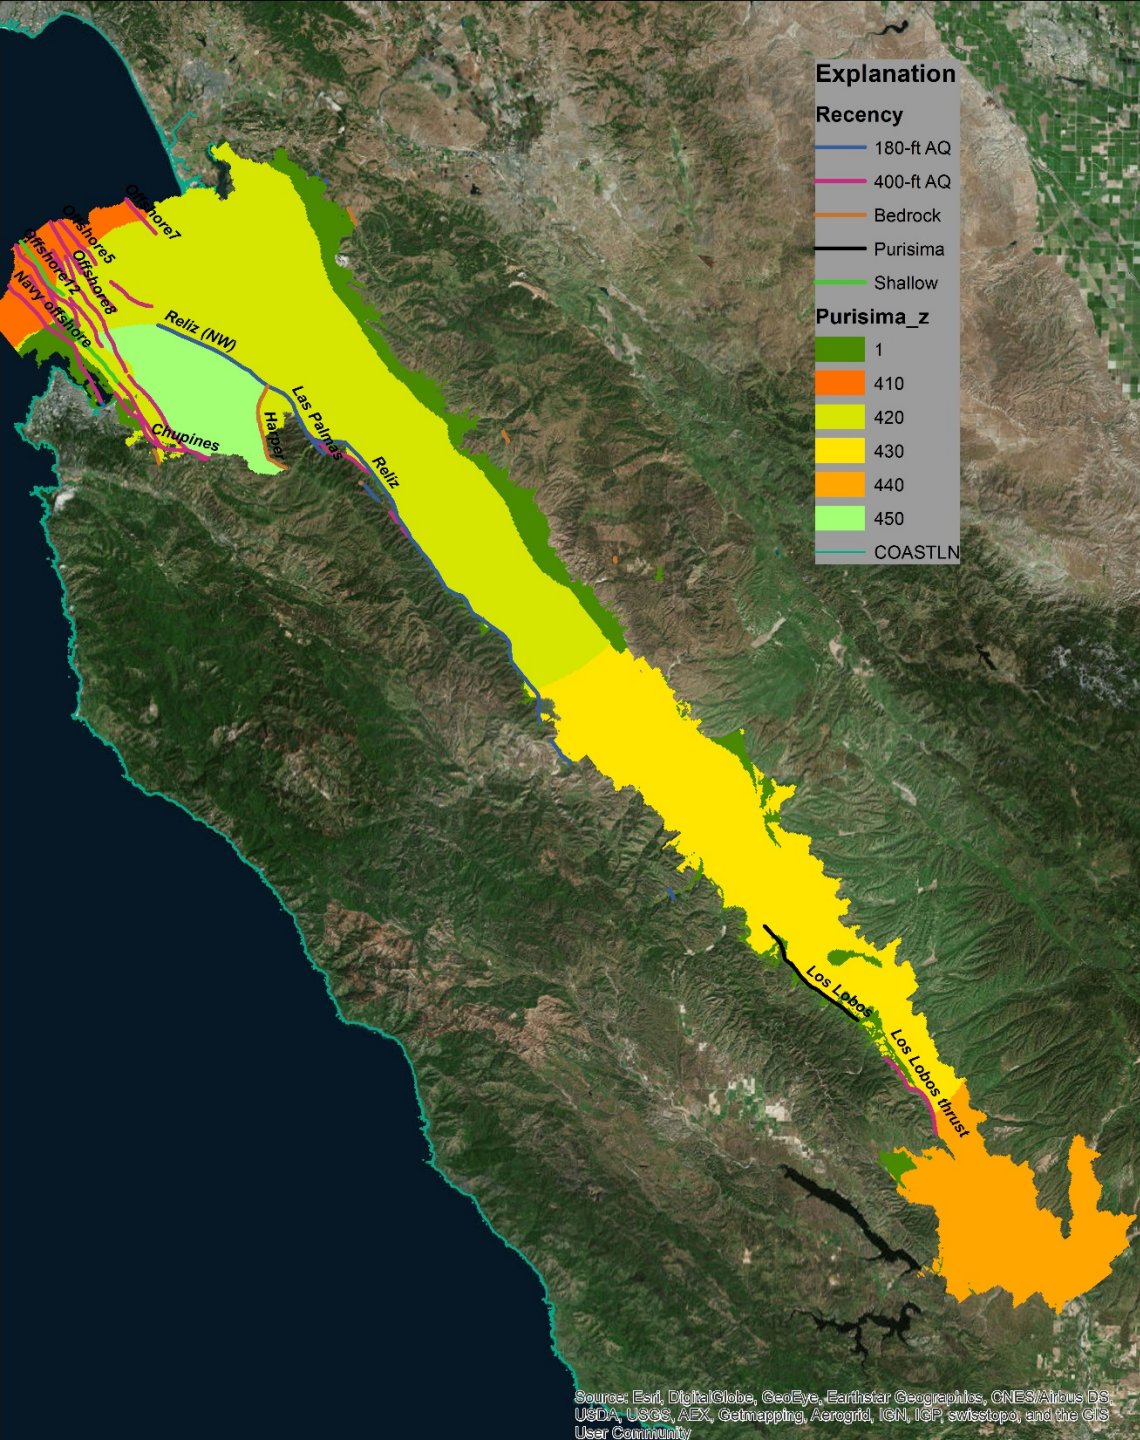 Explanation
Recency
180-ft AQ
400-ft AQ
Bedrock
Purisima
Shallow
Purisima_z
1
410
420
430
440
450
COASTLN
Offshore7
Offshore5
Offshore12
Offshore8
Navy offshore
Reliz (NW)
Las Palmas
Harper
Chupines
Reliz
Los Lobos
Los Lobos thrust
Source: Esri, DigitalGlobe, GeoEye, Earthstar Geographics, CNES/Airbus DS,
USDA, USGS, AEX, Getmapping, Aerogrid, IGN, IGP, swisstopo, and the GIS
User Community